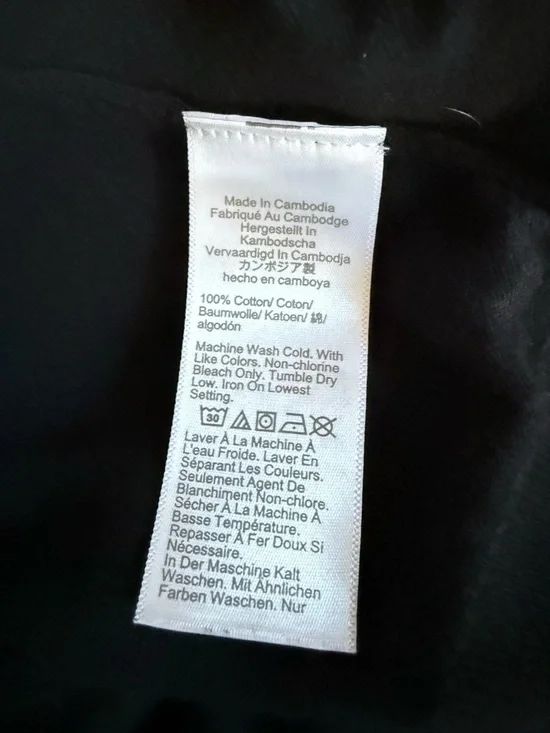 Made In Cambodia
Fabriqué Au Cambodge
Hergestellt In
Kambodscha
Vervaardigd In Cambodja
カンボジア製
hecho en camboya
100% Cotton/ Coton/
Baumwolle/ Katoen/ 綿/
algodón
Machine Wash Cold. With
Like Colors. Non-chlorine
Bleach Only. Tumble Dry
Low. Iron On Lowest
Setting.
30
Laver À La Machine À
L'eau Froide. Laver En
Séparant Les Couleurs.
Seulement Agent De
Blanchiment Non-chlore.
Sécher À La Machine À
Basse Température.
Repasser À Fer Doux Si
Nécessaire.
In Der Maschine Kalt
Waschen. Mit Ähnlichen
Farben Waschen. Nur